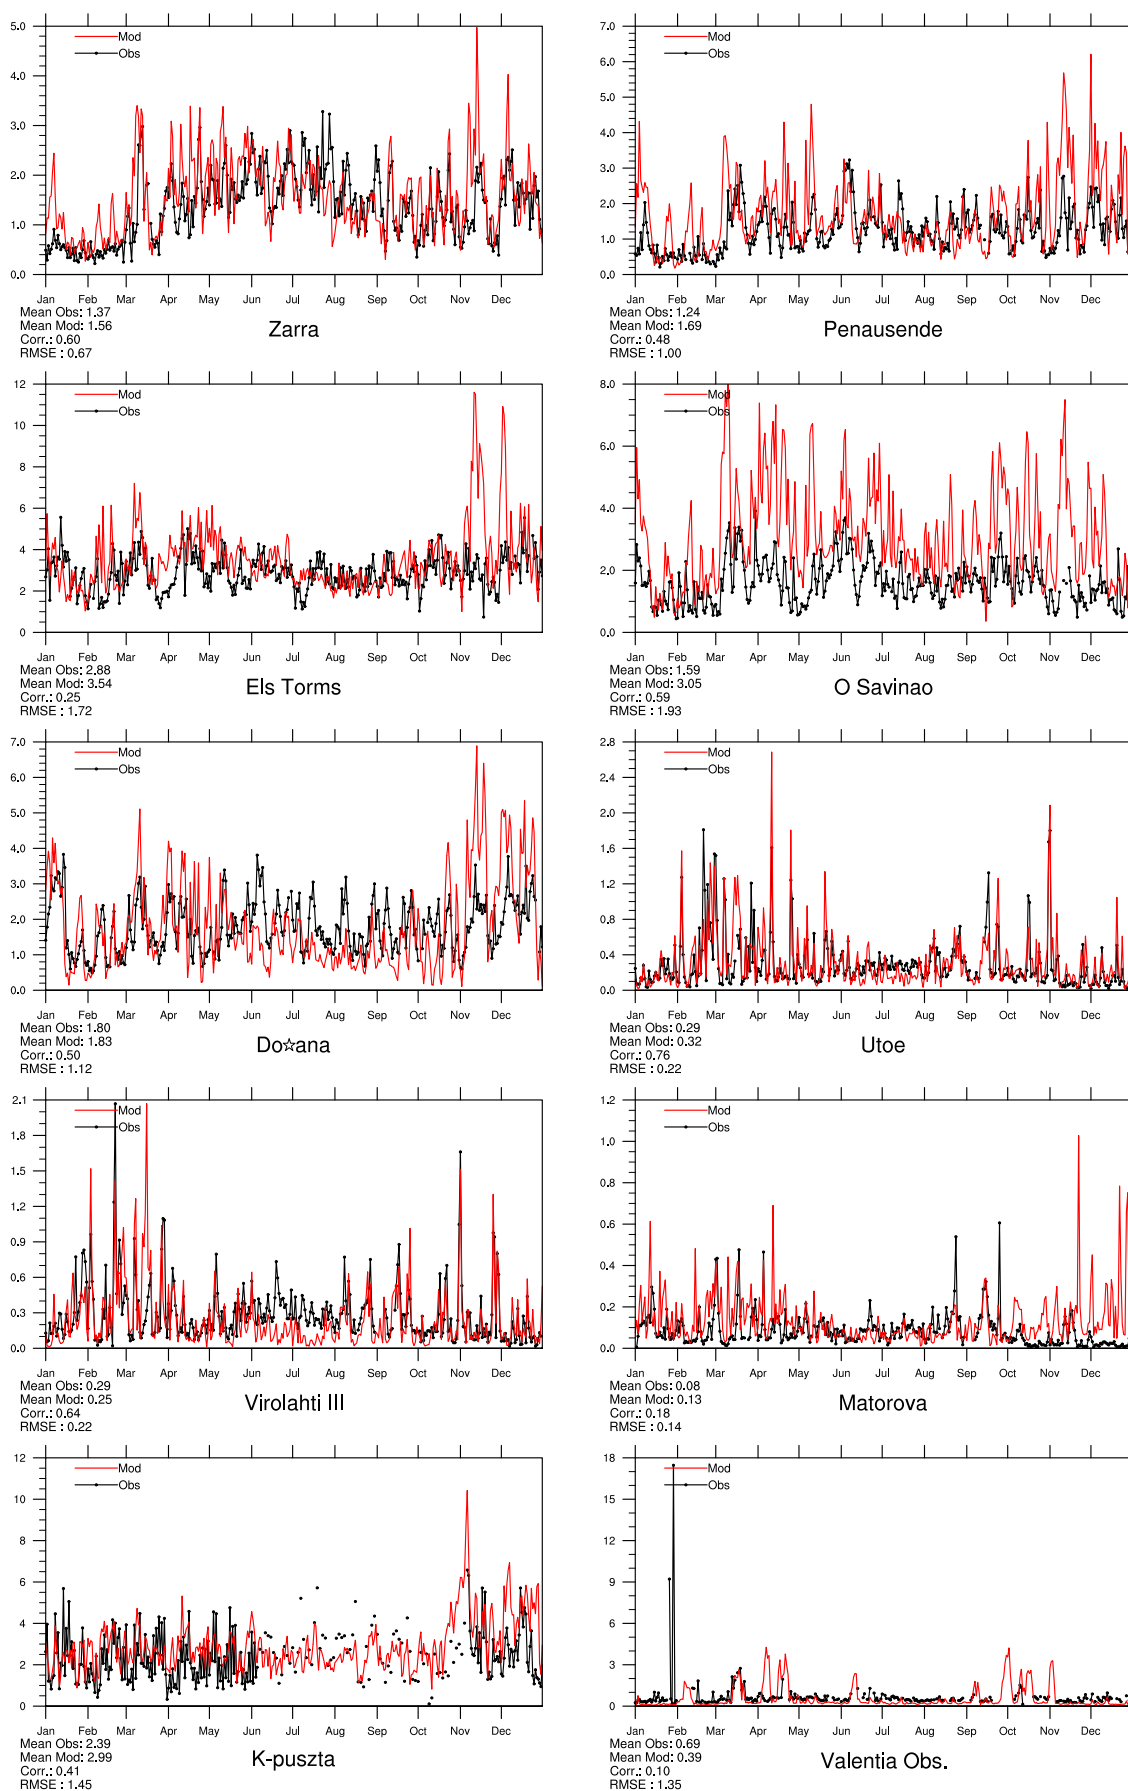 5.0
4.0
3.0
2.0
1.0
0.0
Mod
Obs
Jan Feb Mar Apr May Jun Jul Aug Sep Oct Nov Dec
Mean Obs: 1.37
Mean Mod: 1.56
Corr.: 0.60
RMSE : 0.67
Zarra
7.0
6.0
5.0
4.0
3.0
2.0
1.0
0.0
Mod
Obs
Jan Feb Mar Apr May Jun Jul Aug Sep Oct Nov Dec
Mean Obs: 1.24
Mean Mod: 1.69
Corr.: 0.48
RMSE : 1.00
Penausende
12
10
8
6
4
2
0
Mod
Obs
Jan Feb Mar Apr May Jun Jul Aug Sep Oct Nov Dec
Mean Obs: 2.88
Mean Mod: 3.54
Corr.: 0.25
RMSE : 1.72
Els Torms
8.0
6.0
4.0
2.0
0.0
Mod
Obs
Jan Feb Mar Apr May Jun Jul Aug Sep Oct Nov Dec
Mean Obs: 1.59
Mean Mod: 3.05
Corr.: 0.59
RMSE : 1.93
O Savinao
7.0
6.0
5.0
4.0
3.0
2.0
1.0
0.0
Mod
Obs
Jan Feb Mar Apr May Jun Jul Aug Sep Oct Nov Dec
Mean Obs: 1.80
Mean Mod: 1.83
Corr.: 0.50
RMSE : 1.12
Do☆ana
2.8
2.4
2.0
1.6
1.2
0.8
0.4
0.0
Mod
Obs
Jan Feb Mar Apr May Jun Jul Aug Sep Oct Nov Dec
Mean Obs: 0.29
Mean Mod: 0.32
Corr.: 0.76
RMSE : 0.22
Utoe
2.1
1.8
1.5
1.2
0.9
0.6
0.3
0.0
Mod
Obs
Jan Feb Mar Apr May Jun Jul Aug Sep Oct Nov Dec
Mean Obs: 0.29
Mean Mod: 0.25
Corr.: 0.64
RMSE : 0.22
Virolahti III
1.2
1.0
0.8
0.6
0.4
0.2
0.0
Mod
Obs
Jan Feb Mar Apr May Jun Jul Aug Sep Oct Nov Dec
Mean Obs: 0.08
Mean Mod: 0.13
Corr.: 0.18
RMSE : 0.14
Matorova
12
10
8
6
4
2
0
Mod
Obs
Jan Feb Mar Apr May Jun Jul Aug Sep Oct Nov Dec
Mean Obs: 2.39
Mean Mod: 2.99
Corr.: 0.41
RMSE : 1.45
K-puszta
18
15
12
9
6
3
0
Mod
Obs
Jan Feb Mar Apr May Jun Jul Aug Sep Oct Nov Dec
Mean Obs: 0.69
Mean Mod: 0.39
Corr.: 0.10
RMSE : 1.35
Valentia Obs.